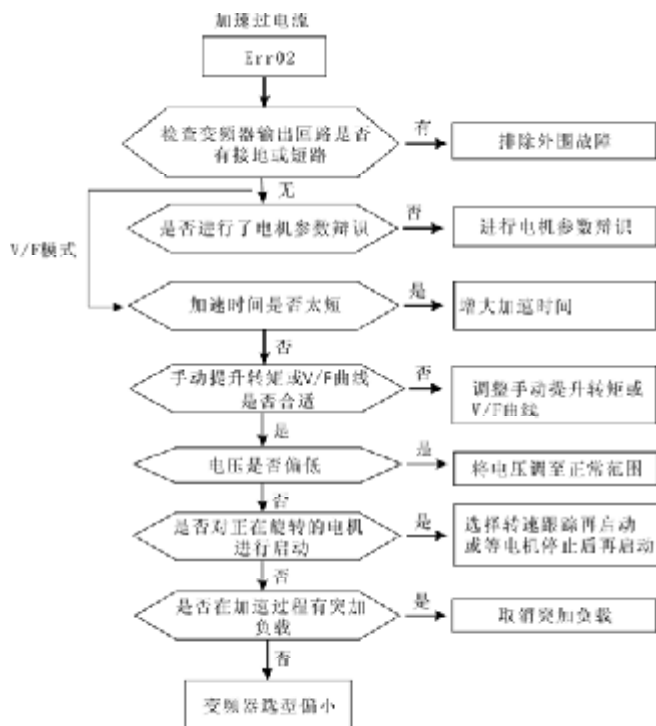 加速过电流
Err02
检查变频器输出回路是否
有接地或短路
有
排除外围故障
无
是否进行了电机参数辩识
否
进行电机参数辩识
V/F模式
加速时间是否太短
是
增大加速时间
否
手动提升转矩或V/F曲线
是否合适
否
调整手动提升转矩或
V/F曲线
是
电压是否偏低
是
将电压调至正常范围
否
是否对正在旋转的电机
进行启动
是
选择转速跟踪再启动
或等电机停止后再启动
否
是否在加速过程有突加
负载
是
取消突加负载
否
变频器选型偏小